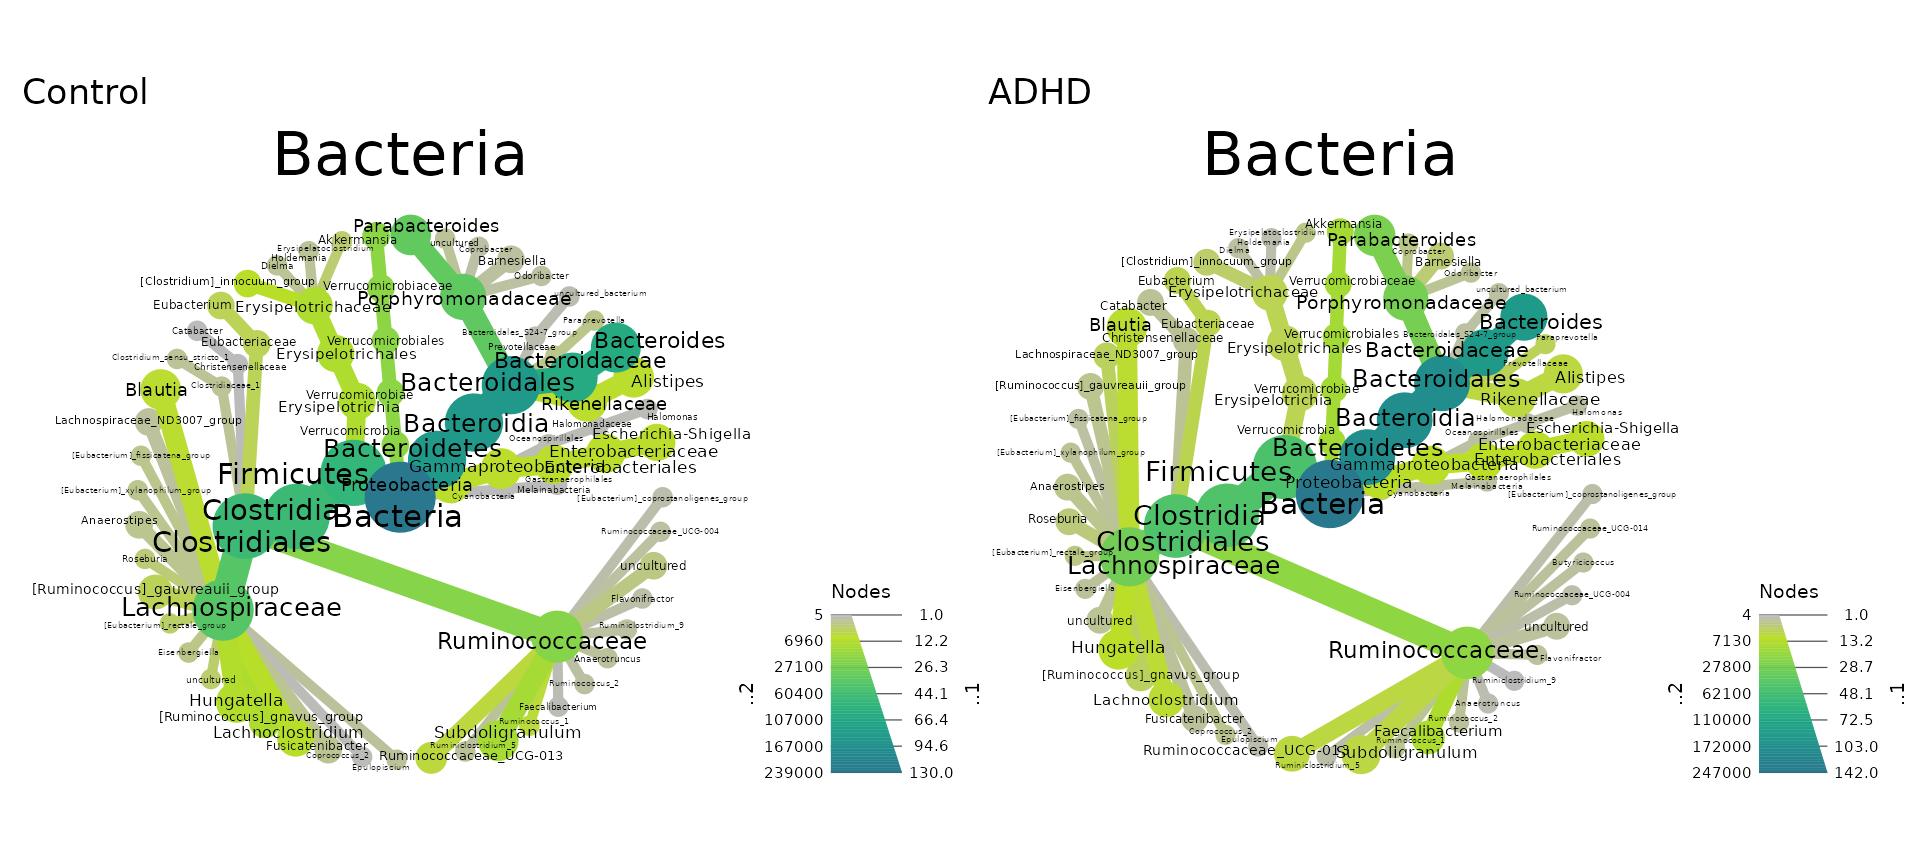 Control
Bacteria
Parabacteroides
Akkermansia
uncultured
Erysipelatoclostridium
Coprobacter
Holdemania
Barnesiella
Dielma
Odoribacter
[Clostridium]_innocuum_group
Verrucomicrobiaceae
uncultured_bacterium
Porphyromonadaceae
Eubacterium
Erysipelotrichaceae
Paraprevotella
Catabacter
Bacteroidales_S24-7_group
Eubacteriaceae
Verrucomicrobiales
Bacteroides
Prevotellaceae
Erysipelotrichales
Clostridium_sensu_stricto_1
Bacteroidaceae
Christensenellaceae
Bacteroidales
Alistipes
Clostridiaceae_1
Blautia
Verrucomicrobiae
Rikenellaceae
Erysipelotrichia
Halomonas
Lachnospiraceae_ND3007_group
Bacteroidia
Halomonadaceae
Verrucomicrobia
Escherichia-Shigella
Oceanospirillales
Bacteroidetes
Enterobacteriaceae
[Eubacterium]_fissicatena_group
Gammaproteobacteria
Enterobacteriales
Firmicutes
Gastranaerophilales
Proteobacteria
[Eubacterium]_xylanophilum_group
Melainabacteria
Cyanobacteria
[Eubacterium]_coprostanoligenes_group
Clostridia
Bacteria
Anaerostipes
Ruminococcaceae_UCG-004
Clostridiales
Roseburia
uncultured
[Ruminococcus]_gauvreauii_group
Flavonifractor
Lachnospiraceae
[Eubacterium]_rectale_group
Ruminiclostridium_9
Ruminococcaceae
Eisenbergiella
Anaerotruncus
uncultured
Ruminococcus_2
Hungatella
Faecalibacterium
[Ruminococcus]_gnavus_group
Ruminococcus_1
Lachnoclostridium
Subdoligranulum
Fusicatenibacter
Ruminiclostridium_5
Coprococcus_2
Ruminococcaceae_UCG-013
Epulopiscium
Nodes
5 1.0
6960 12.2
27100 26.3
60400 44.1
107000 66.4
167000 94.6
239000 130.0
..2
..1
ADHD
Bacteria
Akkermansia
Erysipelatoclostridium
Parabacteroides
Holdemania
Dielma
Coprobacter
[Clostridium]_innocuum_group
Barnesiella
Odoribacter
Eubacterium
Verrucomicrobiaceae
Erysipelotrichaceae
uncultured_bacterium
Catabacter
Porphyromonadaceae
Blautia
Eubacteriaceae
Bacteroides
Verrucomicrobiales
Bacteroidales_S24-7_group
Christensenellaceae
Paraprevotella
Erysipelotrichales
Bacteroidaceae
Lachnospiraceae_ND3007_group
Prevotellaceae
Bacteroidales
Alistipes
[Ruminococcus]_gauvreauii_group
Verrucomicrobiae
Erysipelotrichia
Rikenellaceae
Halomonas
[Eubacterium]_fissicatena_group
Bacteroidia
Halomonadaceae
Verrucomicrobia
Escherichia-Shigella
Oceanospirillales
Bacteroidetes
Enterobacteriaceae
[Eubacterium]_xylanophilum_group
Gammaproteobacteria
Enterobacteriales
Firmicutes
Gastranaerophilales
Proteobacteria
Anaerostipes
Melainabacteria
Cyanobacteria
[Eubacterium]_coprostanoligenes_group
Bacteria
Clostridia
Roseburia
Ruminococcaceae_UCG-014
Clostridiales
[Eubacterium]_rectale_group
Butyricicoccus
Lachnospiraceae
Eisenbergiella
Ruminococcaceae_UCG-004
uncultured
uncultured
Hungatella
Ruminococcaceae
Flavonifractor
[Ruminococcus]_gnavus_group
Ruminiclostridium_9
Lachnoclostridium
Anaerotruncus
Fusicatenibacter
Ruminococcus_2
Coprococcus_2
Faecalibacterium
Epulopiscium
Ruminococcus_1
Ruminococcaceae_UCG-013
Subdoligranulum
Ruminiclostridium_5
Nodes
4 1.0
7130 13.2
27800 28.7
62100 48.1
110000 72.5
172000 103.0
247000 142.0
..2
..1